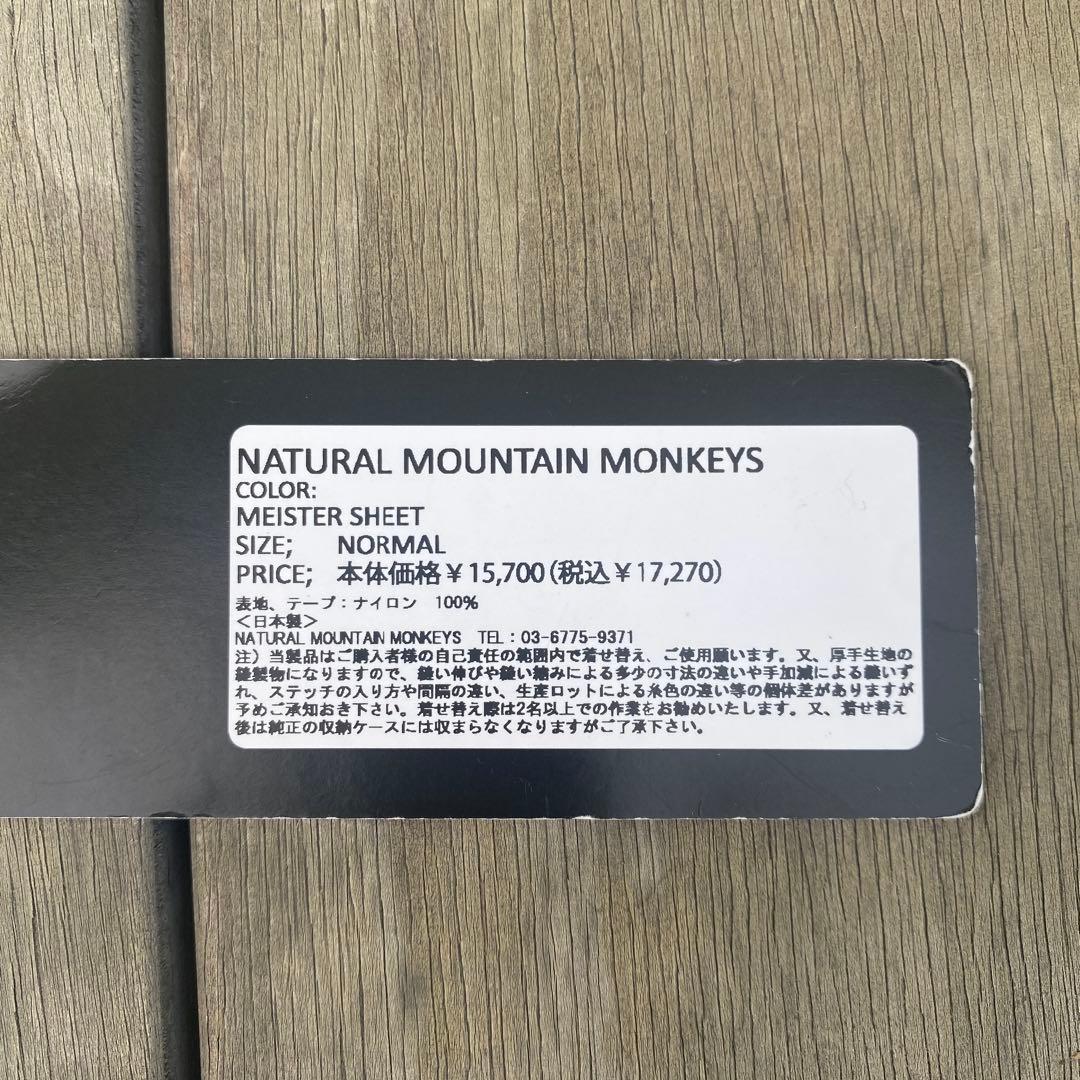 NATURAL MOUNTAIN MONKEYS
COLOR:
MEISTER SHEET
SIZE; NORMAL
PRICE; 本体価格￥15,700(税込￥17,270)
表地、テープ：ナイロン 100%
＜日本製＞
NATURAL MOUNTAIN MONKEYS TEL：03-6775-9371
注）当製品はご購入者様の自己責任の範囲内で着せ替え、ご使用願います。又、厚手生地の
縫製物になりますので、縫い伸びや縫い縮みによる多少の寸法の違いや手加減による縫いず
れ、ステッチの入り方や間隔の違い、生産ロットによる糸色の違い等の個体差がありますが
予めご承知おき下さい。着せ替え際は2名以上での作業をお勧めいたします。又、着せ替え
後は純正の収納ケースには収まらなくなりますがご了承下さい。